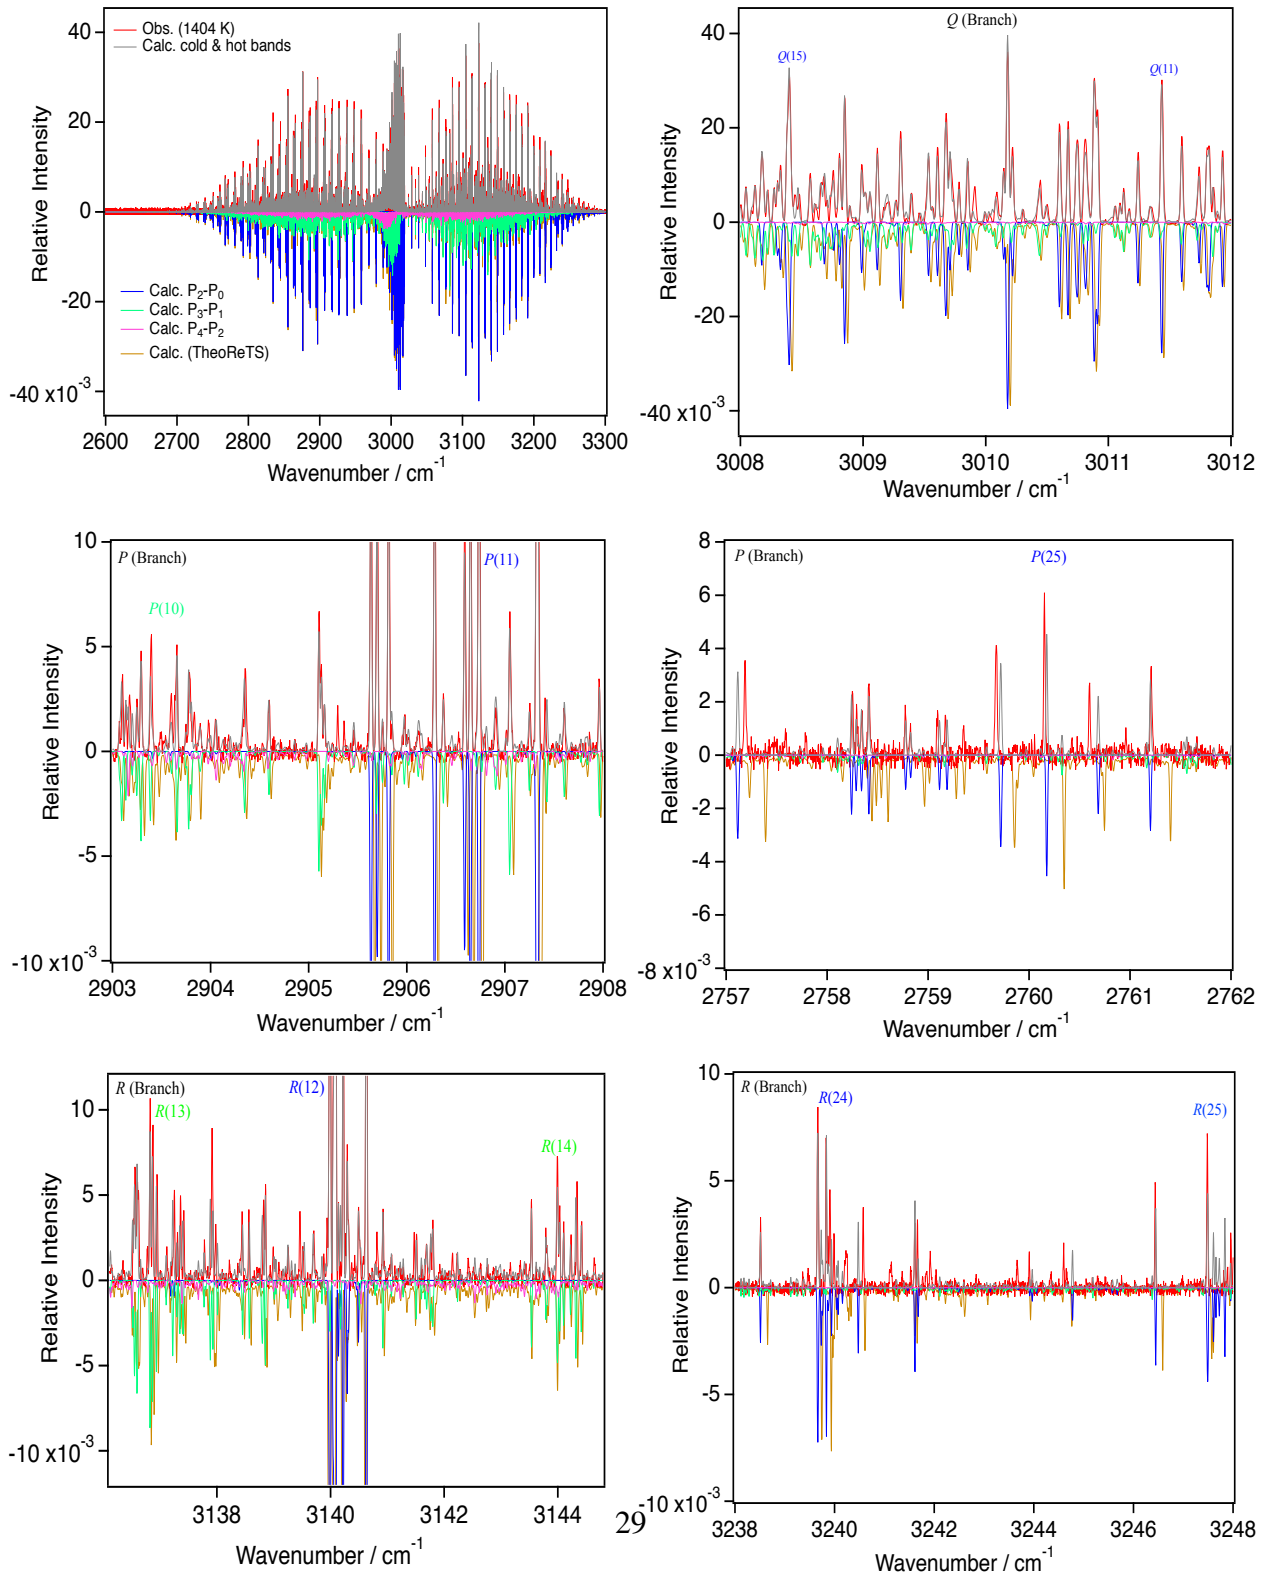 Obs. (1404 K)
Calc. cold & hot bands
40
20
0
-20
-40 x10-3
Relative Intensity
Calc. P2-P0
Calc. P3-P1
Calc. P4-P2
Calc. (TheoReTS)
2600 2700 2800 2900 3000 3100 3200 3300
Wavenumber / cm-1
Q (Branch)
Q(15)
Q(11)
40
20
0
-20
-40 x10-3
Relative Intensity
3008 3009 3010 3011 3012
Wavenumber / cm-1
P (Branch)
P(10)
P(11)
10
5
0
-5
-10 x10-3
Relative Intensity
2903 2904 2905 2906 2907 2908
Wavenumber / cm-1
P (Branch)
P(25)
8
6
4
2
0
-2
-4
-6
-8 x10-3
Relative Intensity
2757 2758 2759 2760 2761 2762
Wavenumber / cm-1
R (Branch)
R(12)
R(13)
R(14)
10
5
0
-5
-10 x10-3
Relative Intensity
3138 3140 3142 3144
Wavenumber / cm-1
R (Branch)
R(24)
R(25)
10
5
0
-5
-10 x10-3
Relative Intensity
3238 3240 3242 3244 3246 3248
Wavenumber / cm-1
29